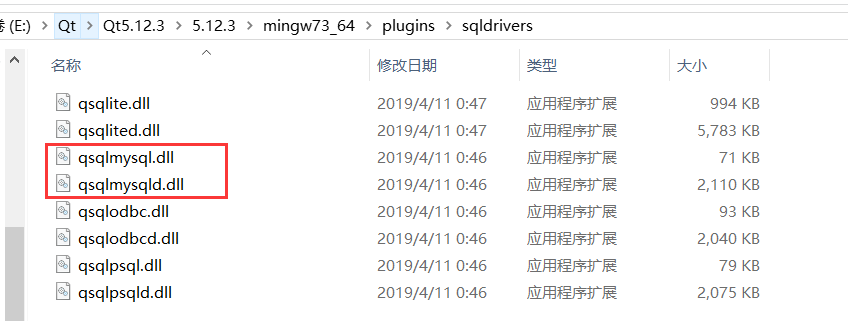 卷 (E:) › Qt › Qt5.12.3 › 5.12.3 › mingw73_64 › plugins › sqldrivers
名称 修改日期 类型 大小
qsqlite.dll 2019/4/11 0:47 应用程序扩展 994 KB
qsqlited.dll 2019/4/11 0:47 应用程序扩展 5,783 KB
qsqlmysql.dll 2019/4/11 0:46 应用程序扩展 71 KB
qsqlmysqld.dll 2019/4/11 0:46 应用程序扩展 2,110 KB
qsqlodbc.dll 2019/4/11 0:46 应用程序扩展 93 KB
qsqlodbcd.dll 2019/4/11 0:46 应用程序扩展 2,040 KB
qsqlpsql.dll 2019/4/11 0:46 应用程序扩展 79 KB
qsqlpsqld.dll 2019/4/11 0:46 应用程序扩展 2,075 KB